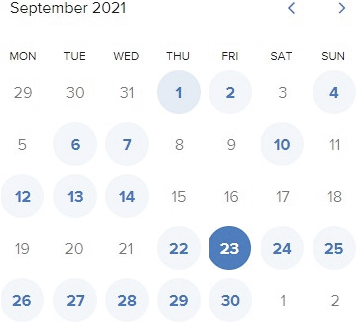 September 2021
MON TUE WED THU FRI SAT SUN
29 30 31 1 2 3 4
5 6 7 8 9 10 11
12 13 14 15 16 17 18
19 20 21 22 23 24 25
26 27 28 29 30 1 2